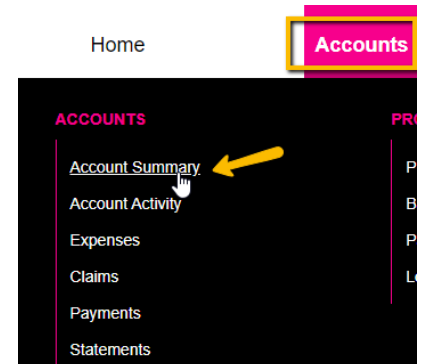 Home Accounts
ACCOUNTS
Account Summary
Account Activity
Expenses
Claims
Payments
Statements